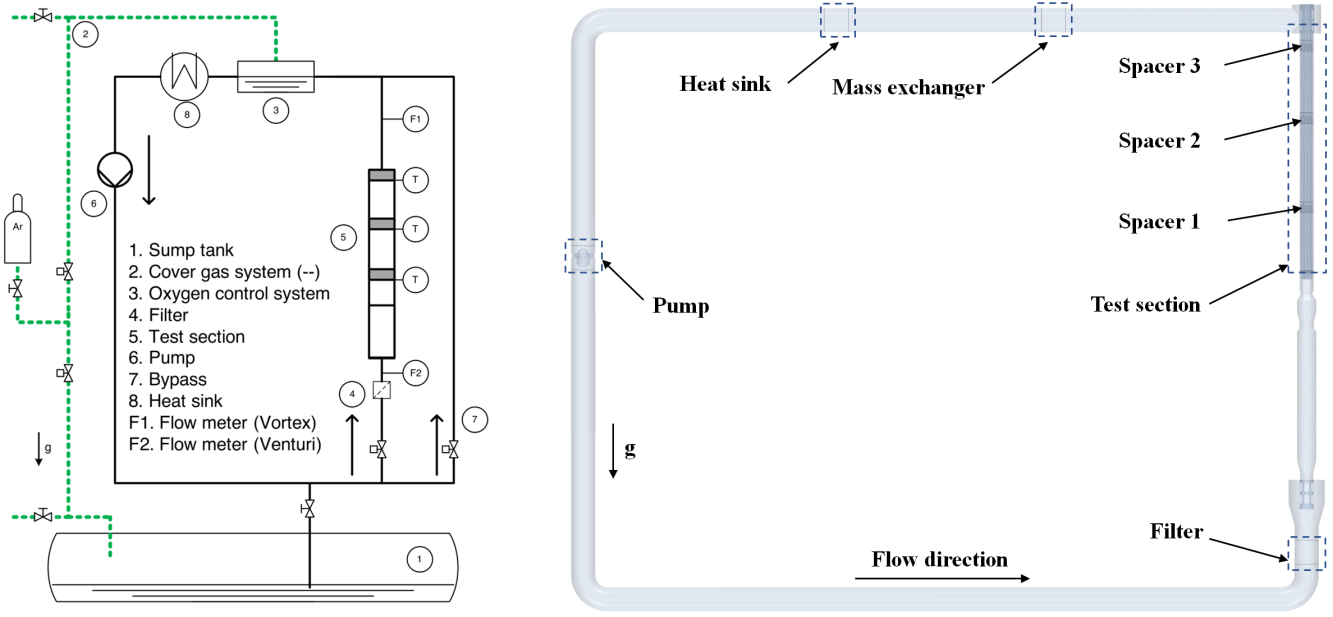 2
8
3
F1
6
T
Ar
T
5
T
1. Sump tank
2. Cover gas system (--)
3. Oxygen control system
4. Filter
5. Test section
6. Pump
7. Bypass
8. Heat sink
F1. Flow meter (Vortex)
F2. Flow meter (Venturi)
F2
4
7
g
1
Heat sink
Mass exchanger
Spacer 3
Spacer 2
Spacer 1
Test section
Pump
g
Filter
Flow direction